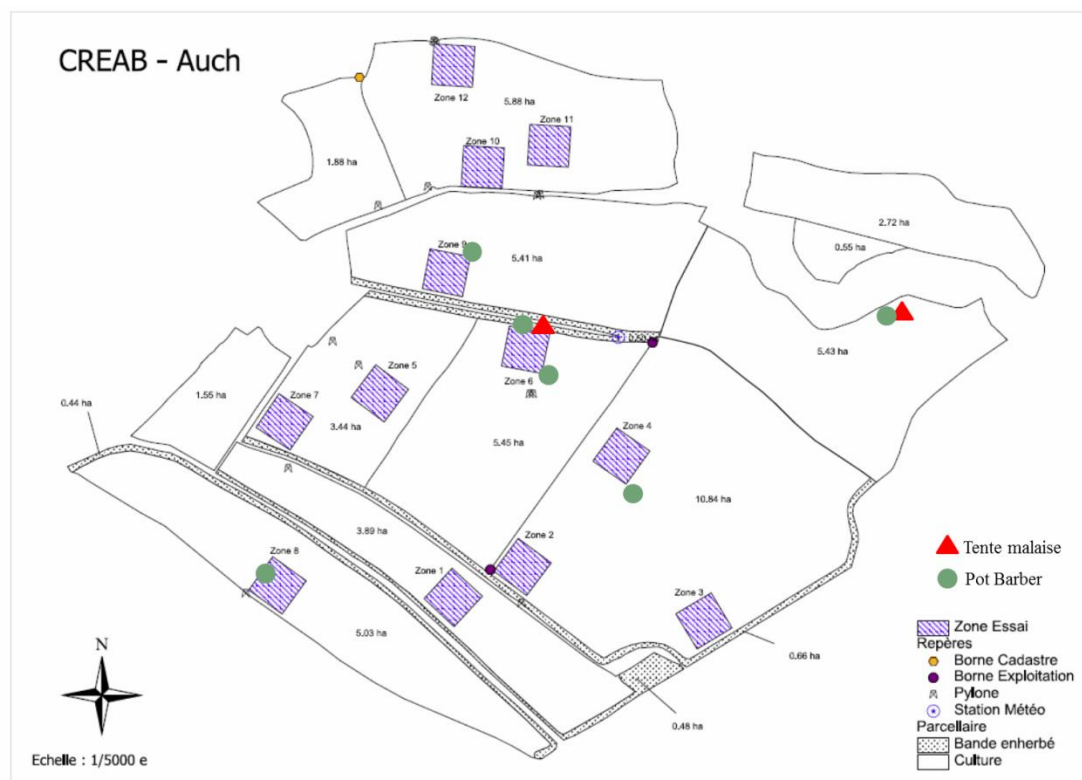 CREAB - Auch
Zone 12
5.88 ha
Zone 11
Zone 10
1.88 ha
2.72 ha
0.55 ha
Zone 9
5.41 ha
5.43 ha
Zone 5
Zone 6
1.55 ha
0.44 ha
Zone 7
3.44 ha
5.45 ha
Zone 4
10.84 ha
3.89 ha
Zone 2
Zone 8
Zone 1
Zone 3
5.03 ha
0.66 ha
0.48 ha
Tente malaise
Pot Barber
Zone Essai
Repères
Borne Cadastre
Borne Exploitation
Pylone
Station Météo
Parcellaire
Bande enherbé
Culture
N
Echelle : 1/5000 e